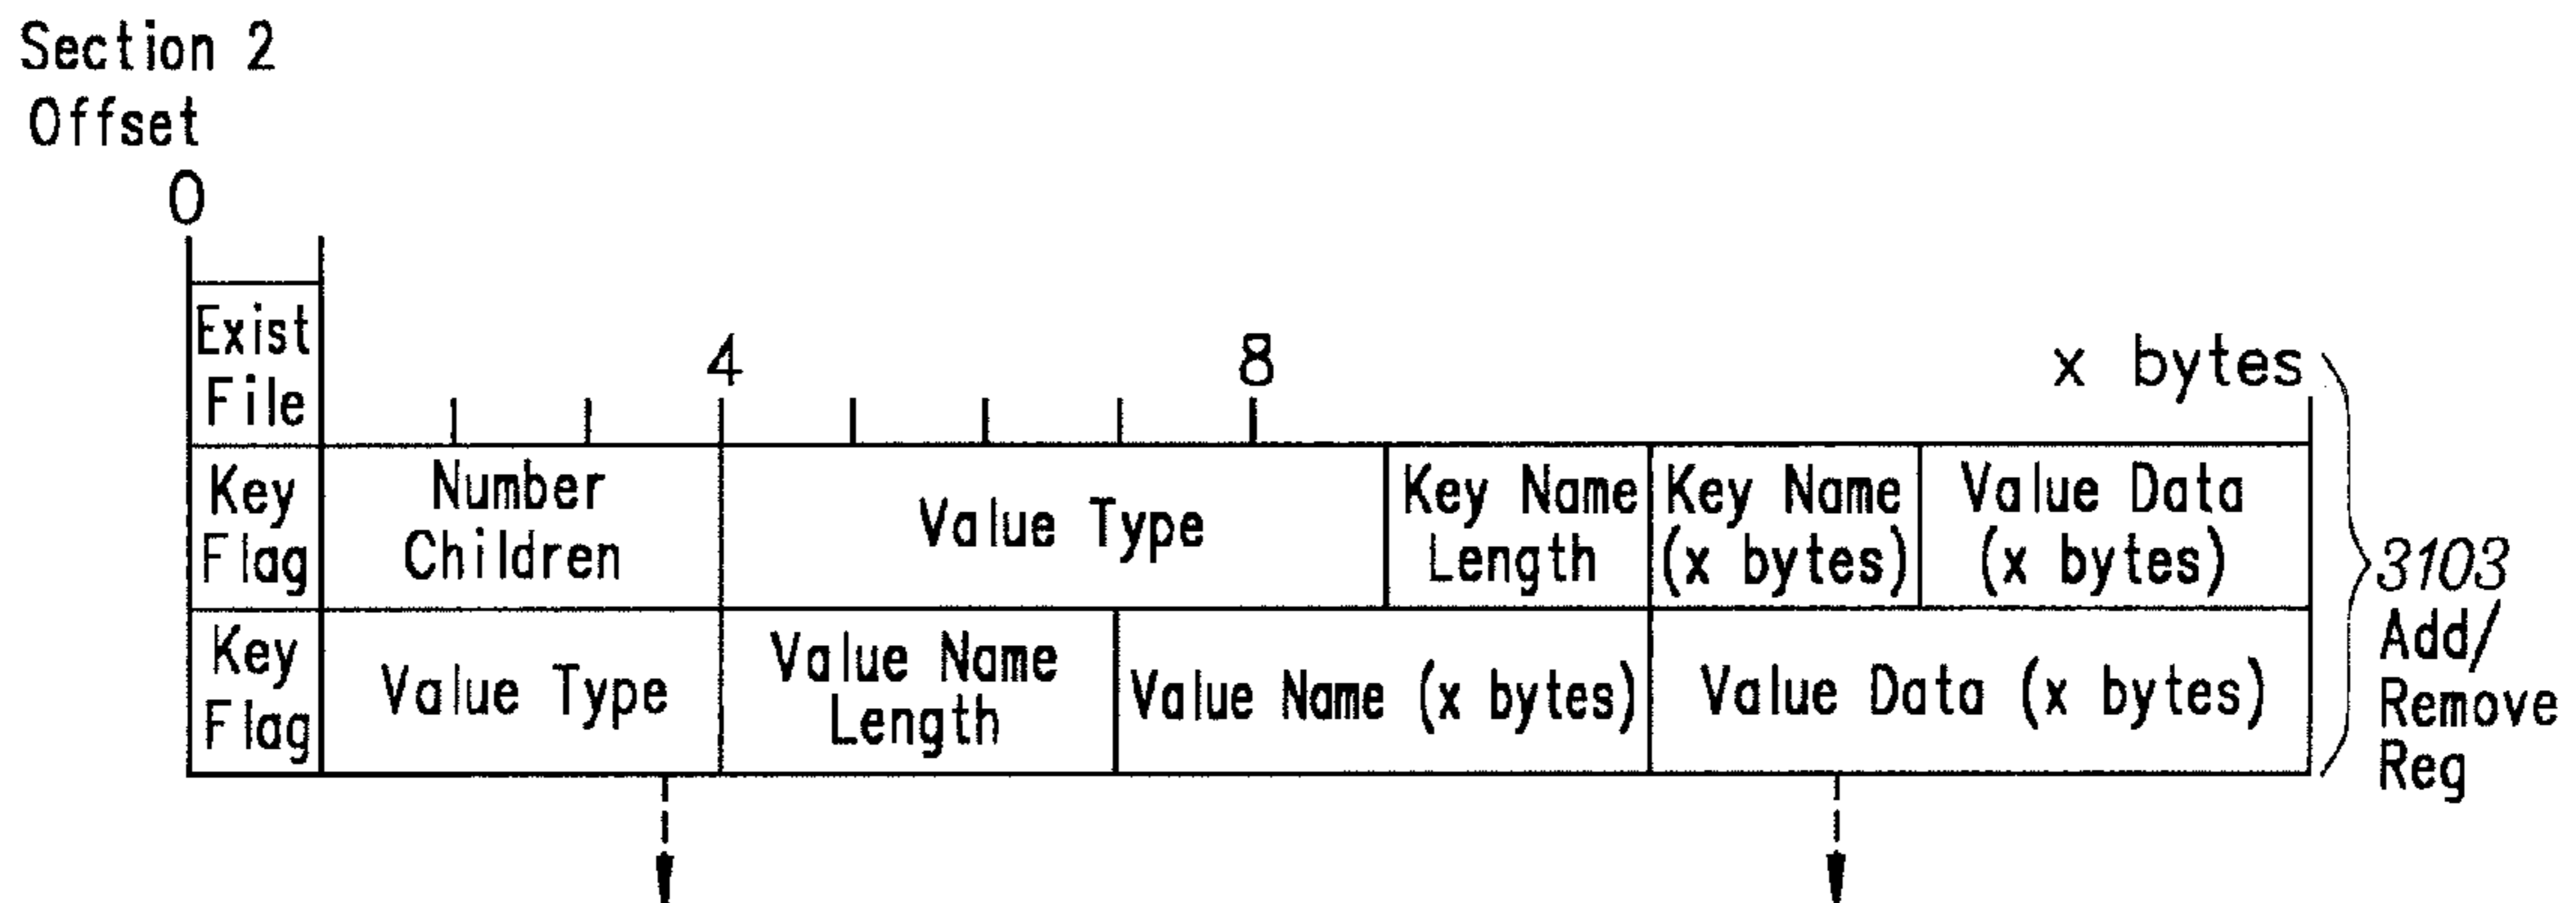 Section 2
Offset
0
Exist
File
4
8
x bytes
Key
Flag
Number
Children
Value Type
Key Name
Length
Key Name
(x bytes)
Value Data
(x bytes)
3103
Add/
Remove
Reg
Key
Flag
Value Type
Value Name
Length
Value Name (x bytes)
Value Data (x bytes)